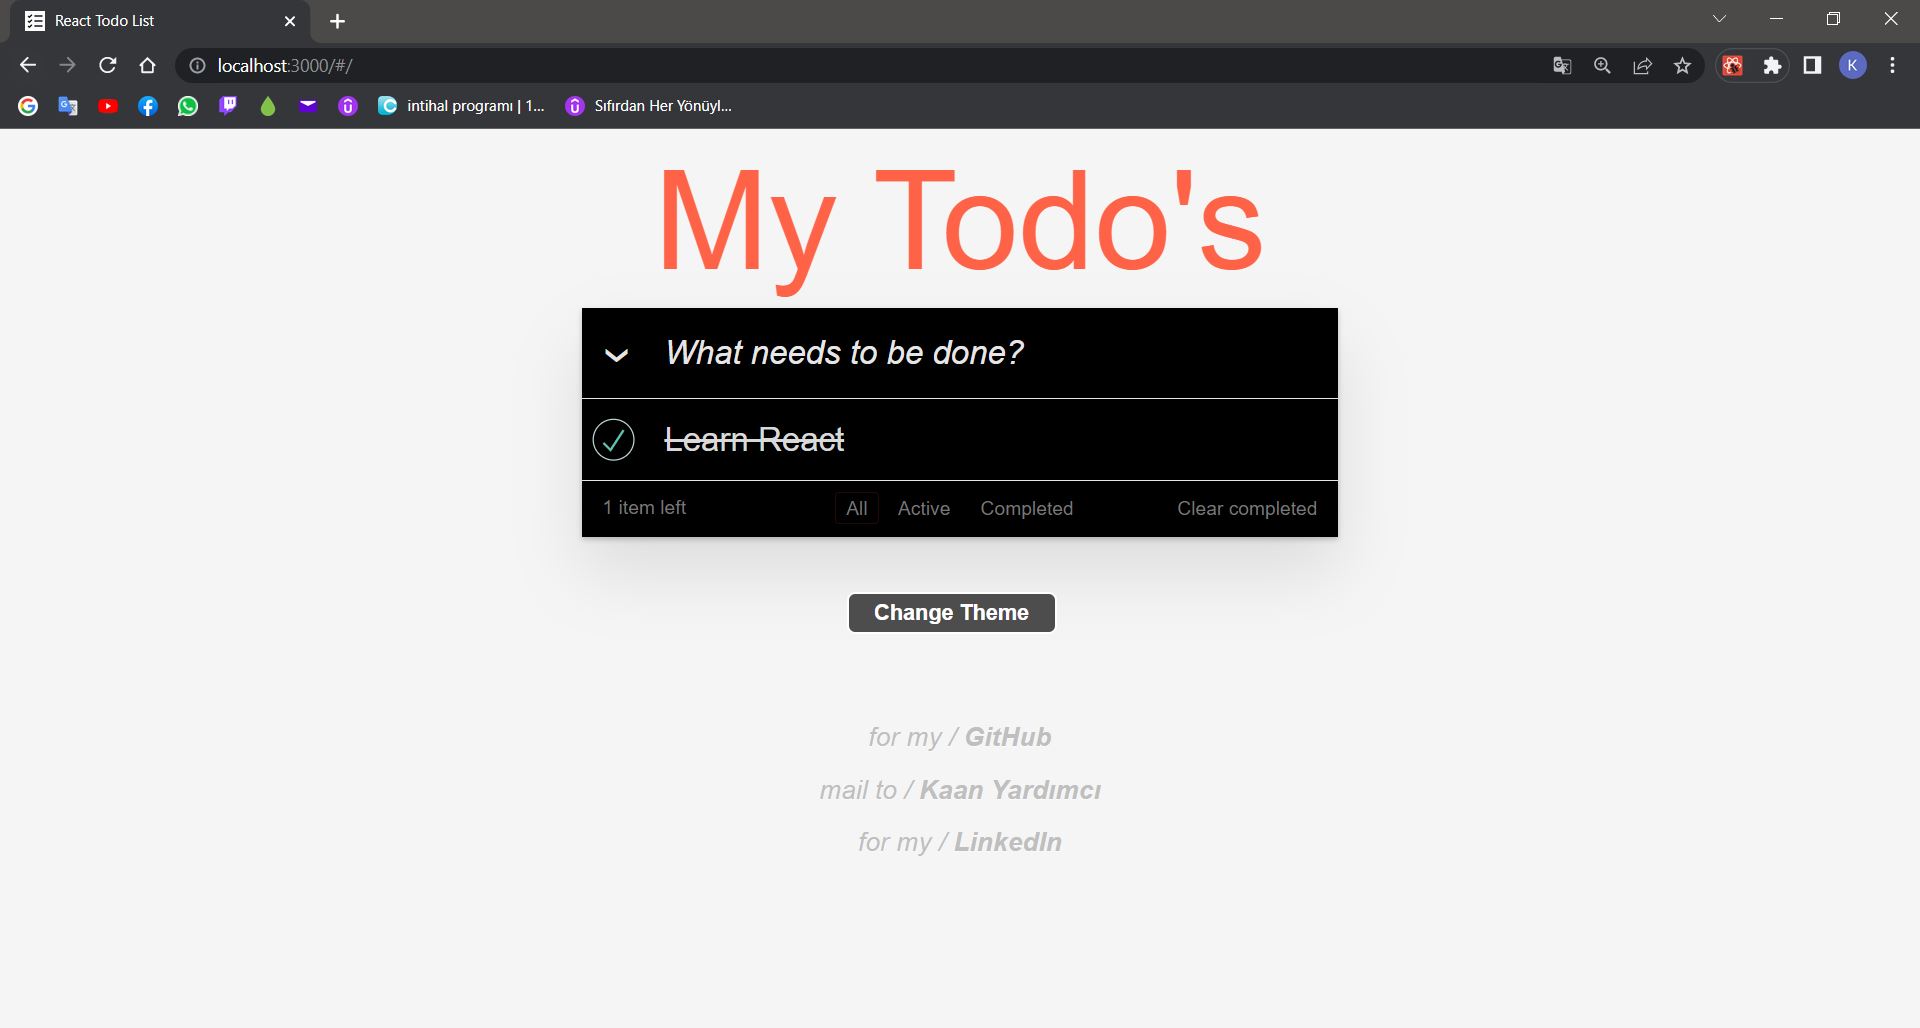 React Todo List
localhost:3000/#/
K
intihal programı | 1... Sıfırdan Her Yönüyl...
My Todo's
What needs to be done?
Learn React
1 item left All Active Completed Clear completed
Change Theme
for my / GitHub
mail to / Kaan Yardımcı
for my / LinkedIn